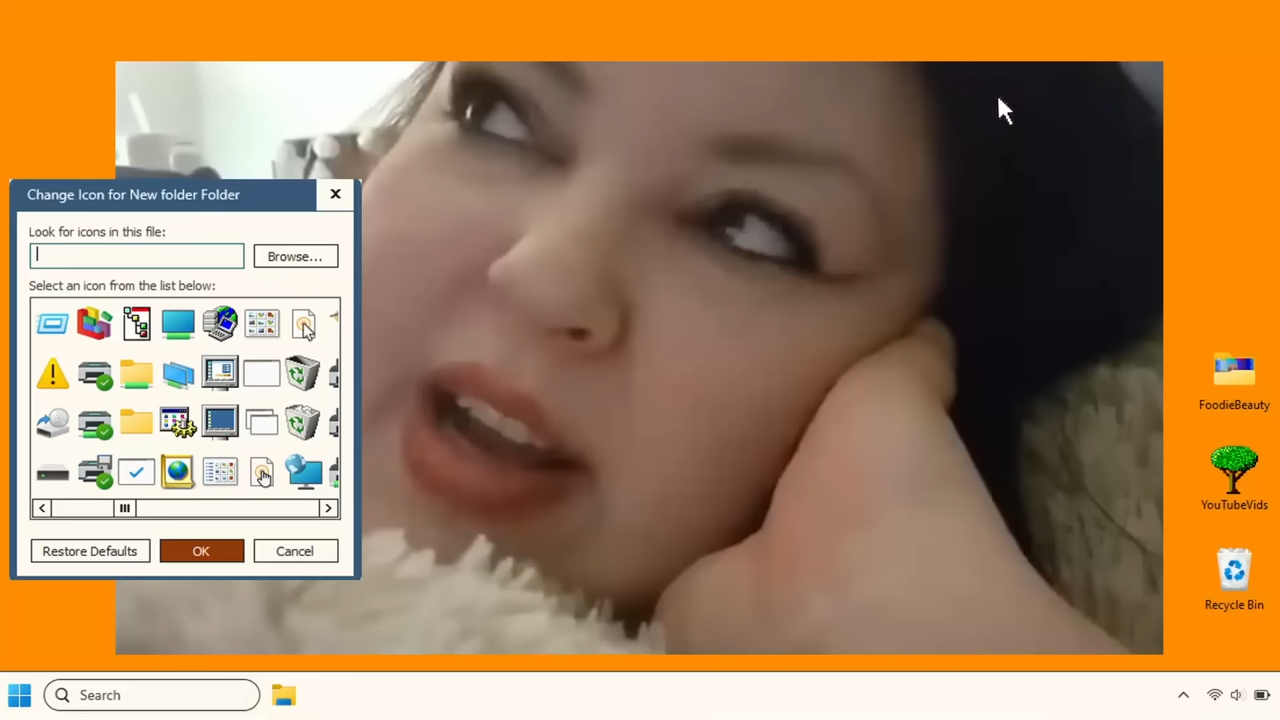 Change Icon for New folder Folder
Look for icons in this file:
Browse...
Select an icon from the list below:
Restore Defaults
OK
Cancel
FoodieBeauty
YouTubeVids
Recycle Bin
Search